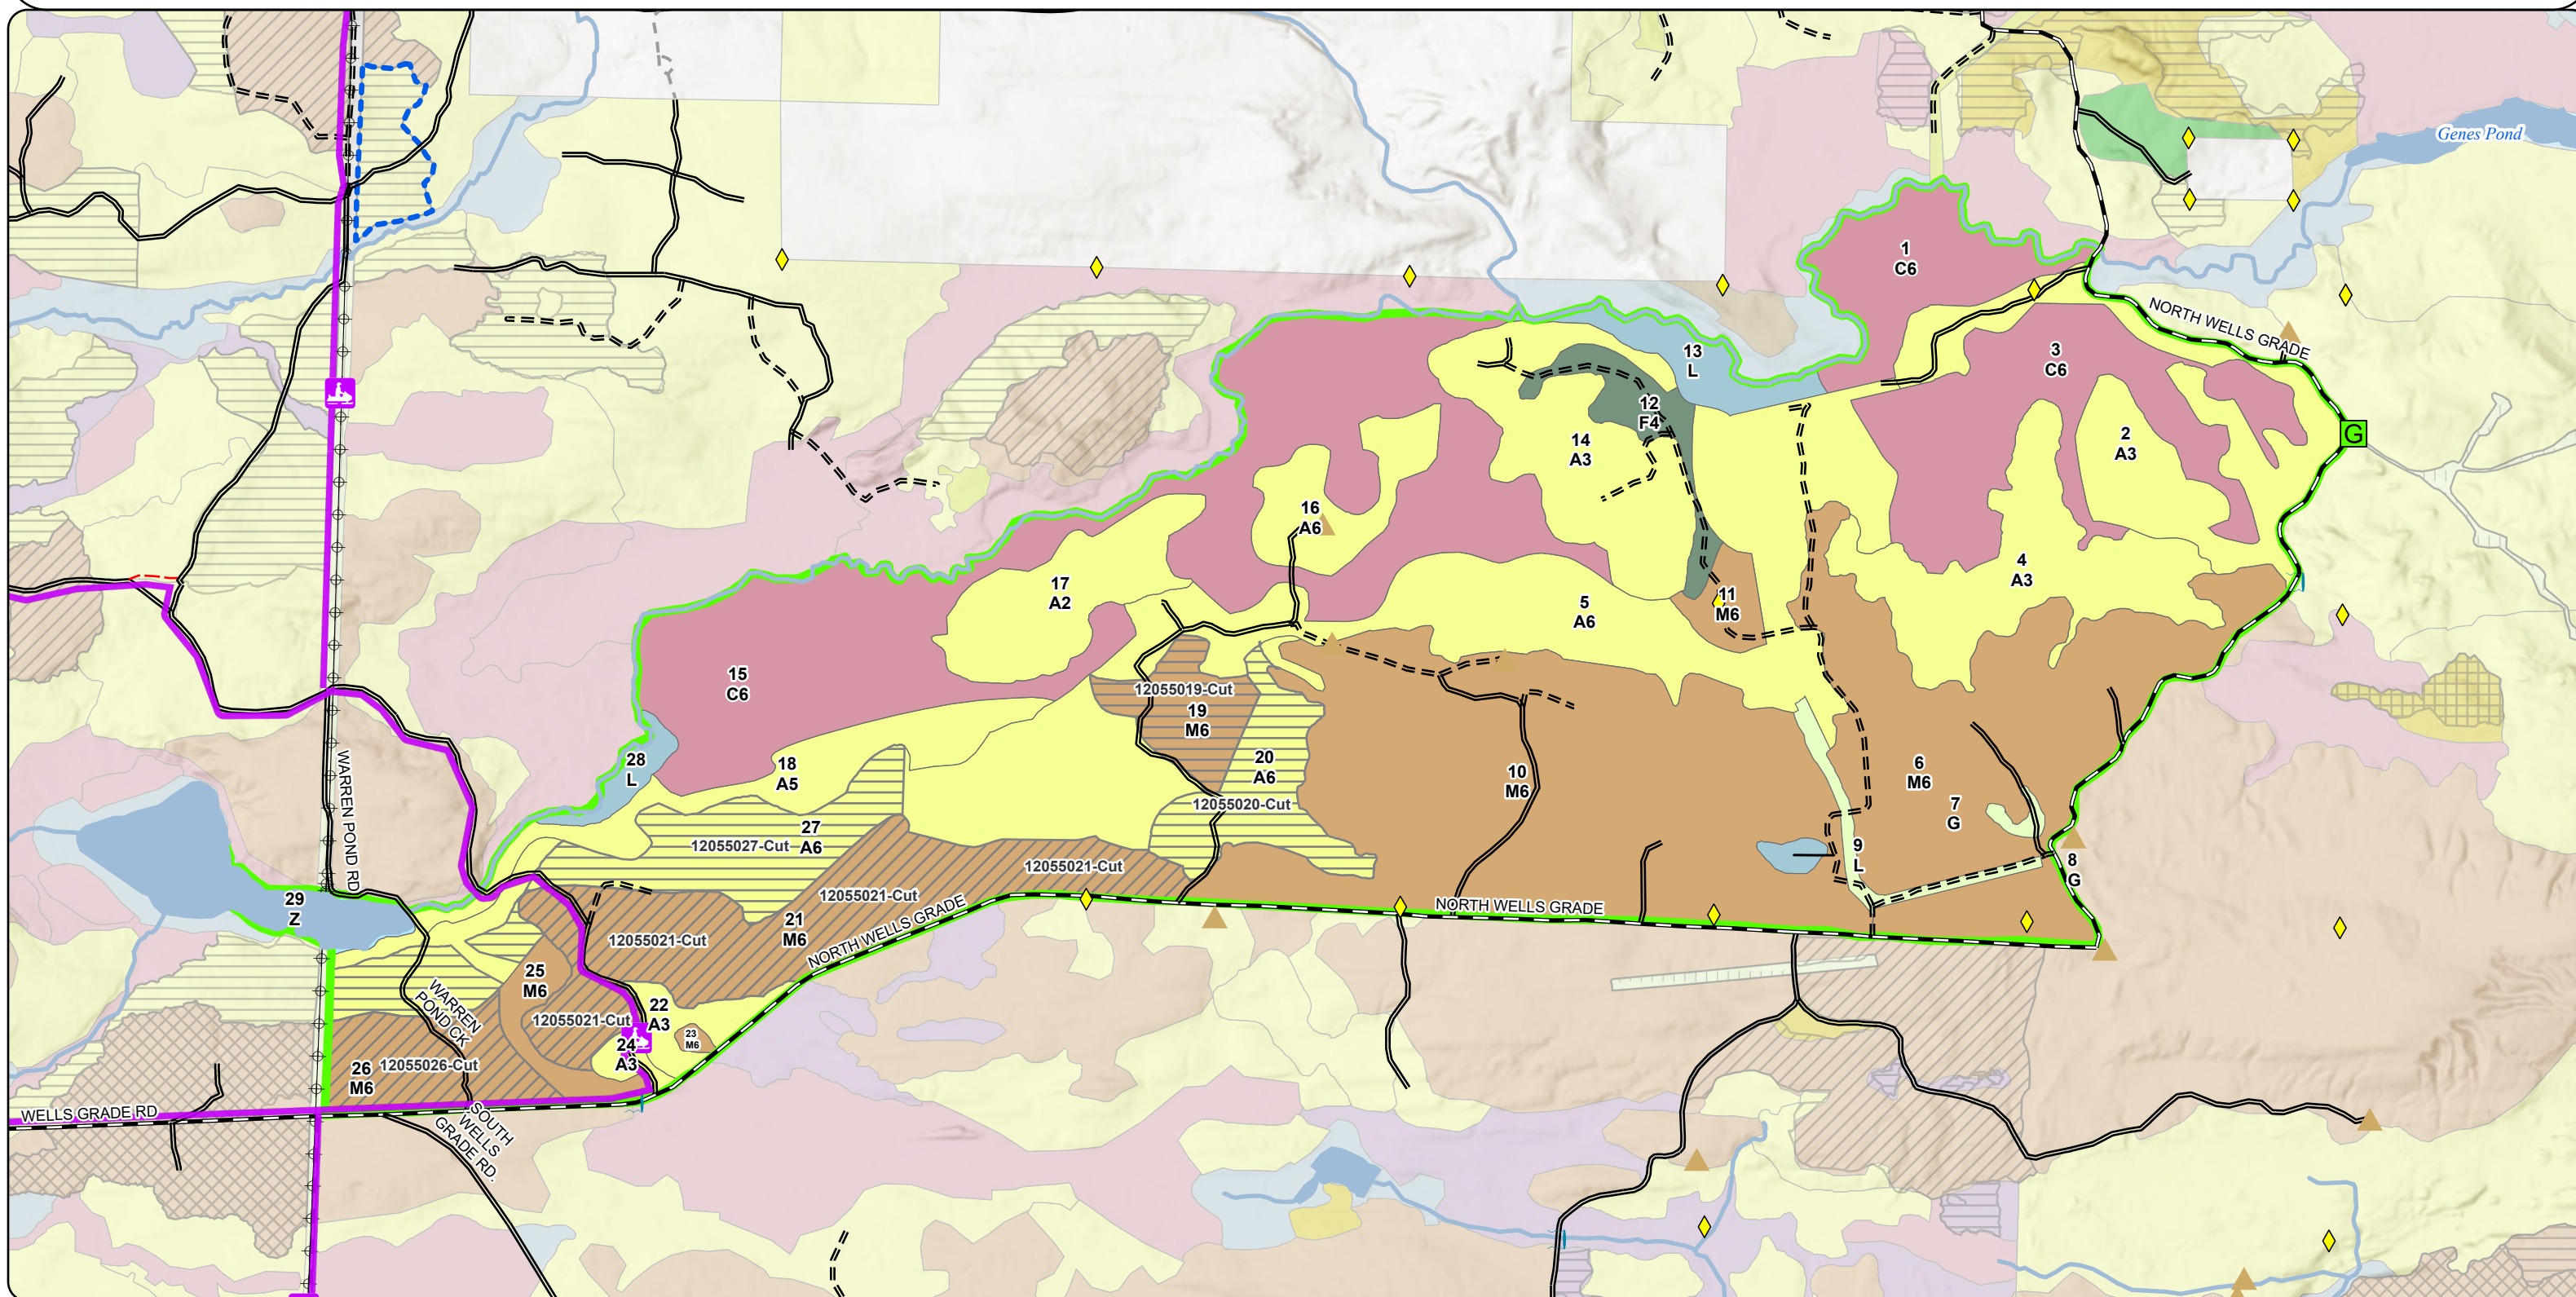 Genes Pond
1
C6
NORTH WELLS GRADE
3
C6
13
L
12
F4
G
2
A3
14
A3
16
A6
4
A3
17
A2
5
A6
11
M6
15
C6
12055019-Cut
19
M6
28
L
18
A5
20
A6
10
M6
6
M6
7
G
12055020-Cut
WARREN POND RD
27
12055027-Cut
A6
9
L
8
G
12055021-Cut
12055021-Cut
29
Z
NORTH WELLS GRADE
NORTH WELLS GRADE
21
M6
12055021-Cut
25
M6
WARREN
POND CK
22
A3
12055021-Cut
23
M6
24
A3
26
M6
12055026-Cut
WELLS GRADE RD
SOUTH
WELLS
GRADE RD.